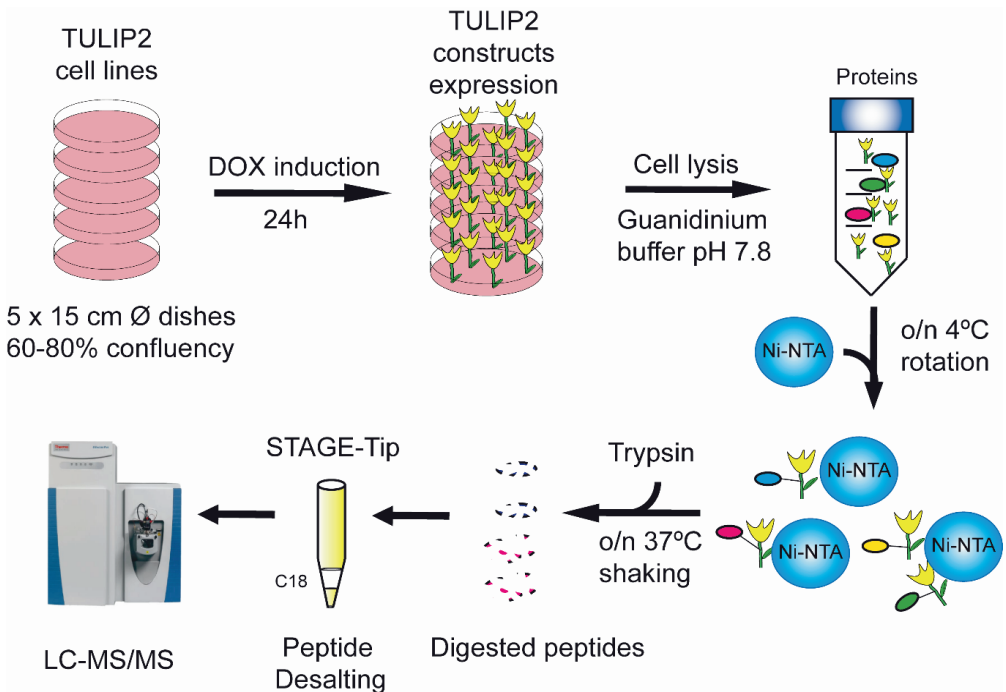 TULIP2
cell lines
DOX induction
24h
5 x 15 cm Ø dishes
60-80% confluency
TULIP2
constructs
expression
Cell lysis
Guanidinium
buffer pH 7.8
Proteins
Ni-NTA
o/n 4ºC
rotation
Ni-NTA
Ni-NTA
Ni-NTA
Trypsin
o/n 37ºC
shaking
Digested peptides
STAGE-Tip
C18
Peptide
Desalting
LC-MS/MS